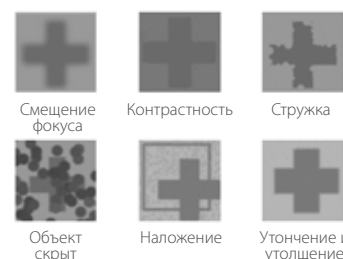 Смещение
фокуса
Контрастность
Стружка
Объект
скрыт
Наложение
Утончение и
утолщение